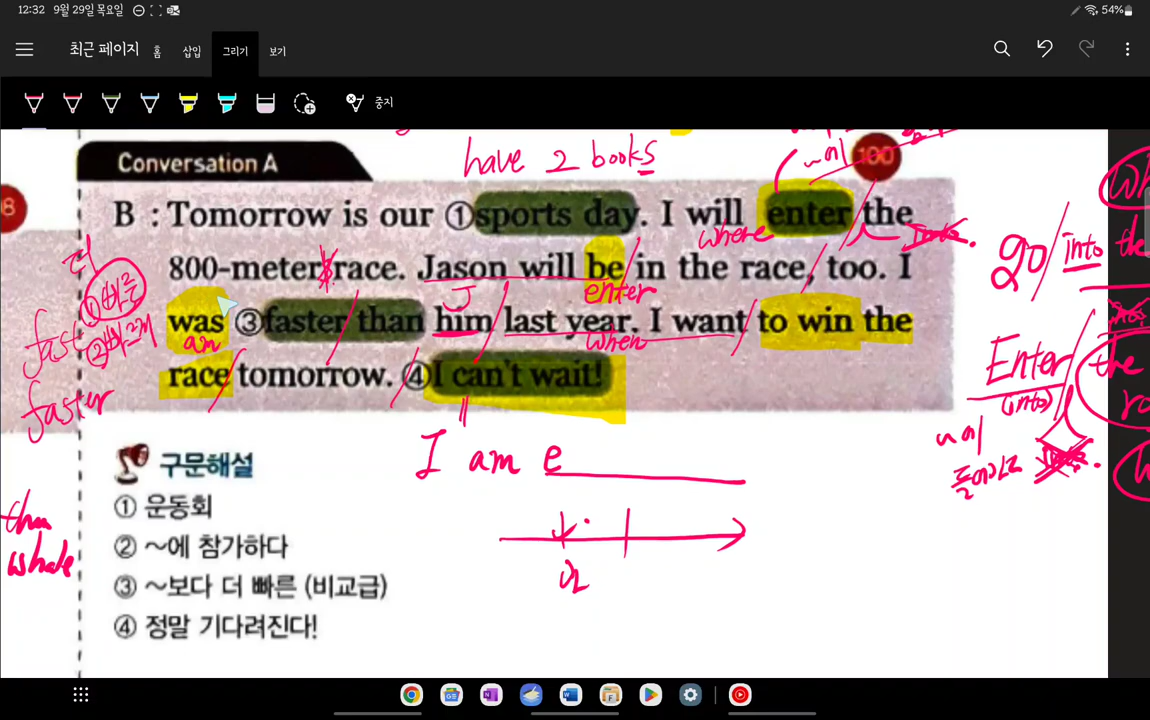 12:32 9월 29일 목요일 54%
최근 페이지 홈 삽입 그리기 보기
중지
have 2 books
Conversation A
100
B : Tomorrow is our ①sports day. I will enter the
where
800-meter race. Jason will be in the race, too. I
enter
was ③faster than him last year. I want to win the
am
when
race tomorrow. ④I can't wait!
fast
faster
I am e
go into the
Enter
(into)
the
구문해설
① 운동회
② ~에 참가하다
③ ~보다 더 빠른 (비교급)
④ 정말 기다려진다!